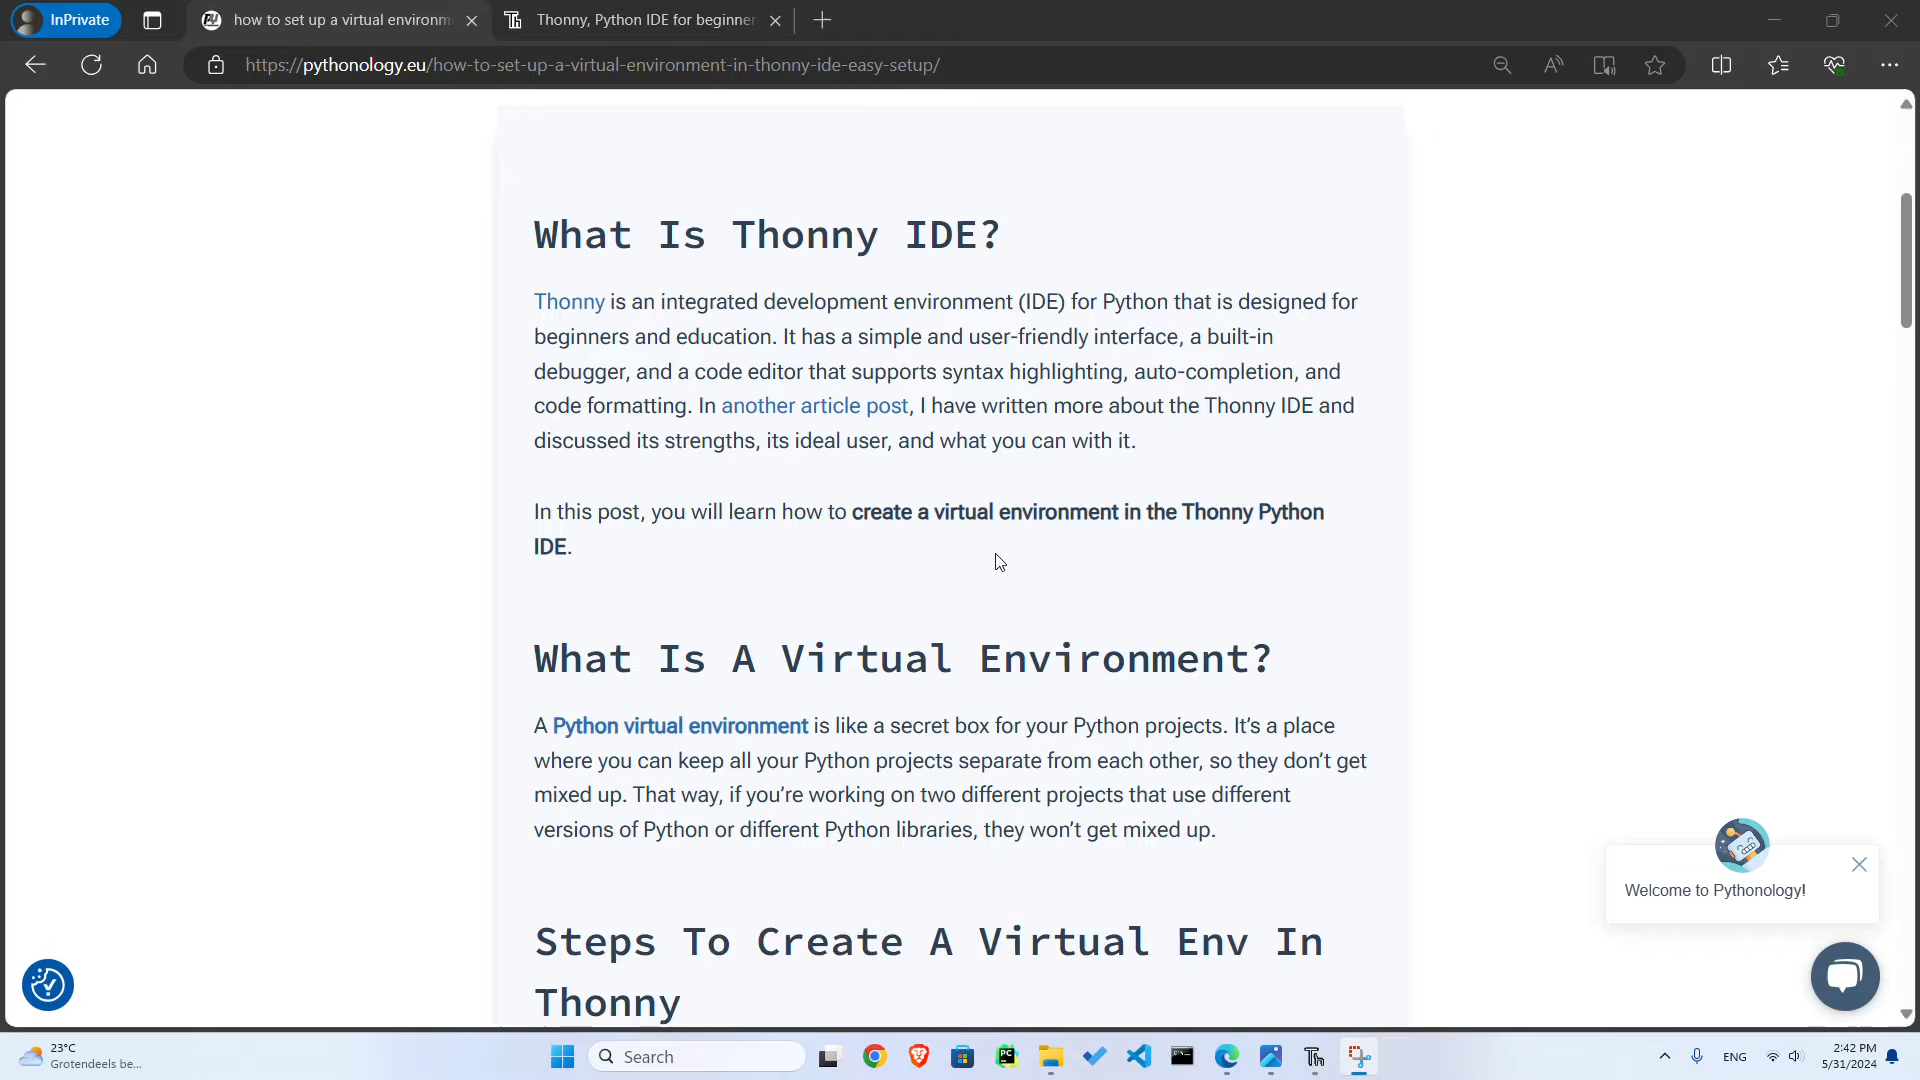 InPrivate
how to set up a virtual environm
Thonny, Python IDE for beginner
https://pythonology.eu/how-to-set-up-a-virtual-environment-in-thonny-ide-easy-setup/
What Is Thonny IDE?
Thonny is an integrated development environment (IDE) for Python that is designed for
beginners and education. It has a simple and user-friendly interface, a built-in
debugger, and a code editor that supports syntax highlighting, auto-completion, and
code formatting. In another article post, I have written more about the Thonny IDE and
discussed its strengths, its ideal user, and what you can with it.
In this post, you will learn how to create a virtual environment in the Thonny Python
IDE.
What Is A Virtual Environment?
A Python virtual environment is like a secret box for your Python projects. It's a place
where you can keep all your Python projects separate from each other, so they don't get
mixed up. That way, if you're working on two different projects that use different
versions of Python or different Python libraries, they won't get mixed up.
Welcome to Pythonology!
Steps To Create A Virtual Env In
Thonny
23°C
Grotendeels be...
Search
ENG
2:42 PM
5/31/2024